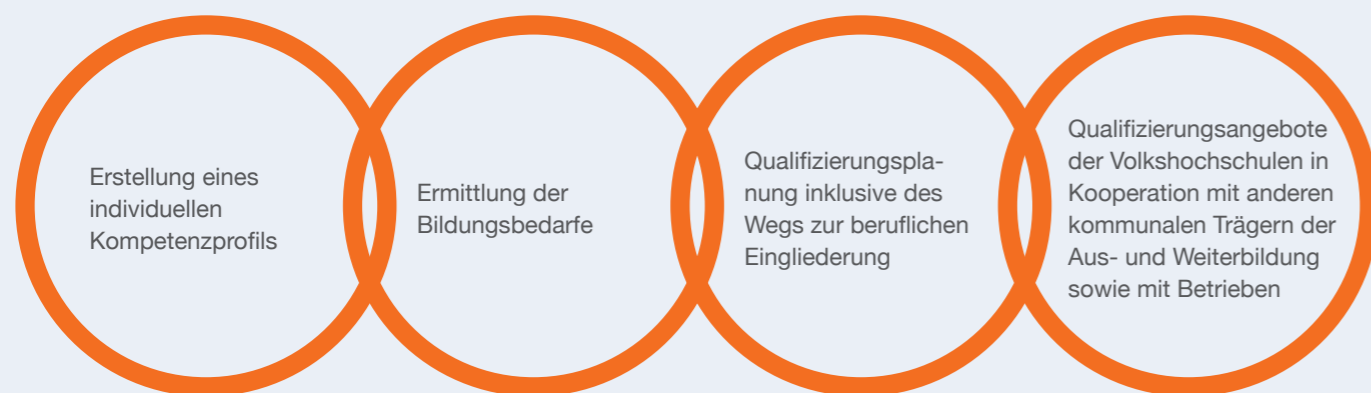 Erstellung eines
individuellen
Kompetenzprofils
Ermittlung der
Bildungsbedarfe
Qualifizierungspla-
nung inklusive des
Wegs zur beruflichen
Eingliederung
Qualifizierungsangebote
der Volkshochschulen in
Kooperation mit anderen
kommunalen Trägern der
Aus- und Weiterbildung
sowie mit Betrieben